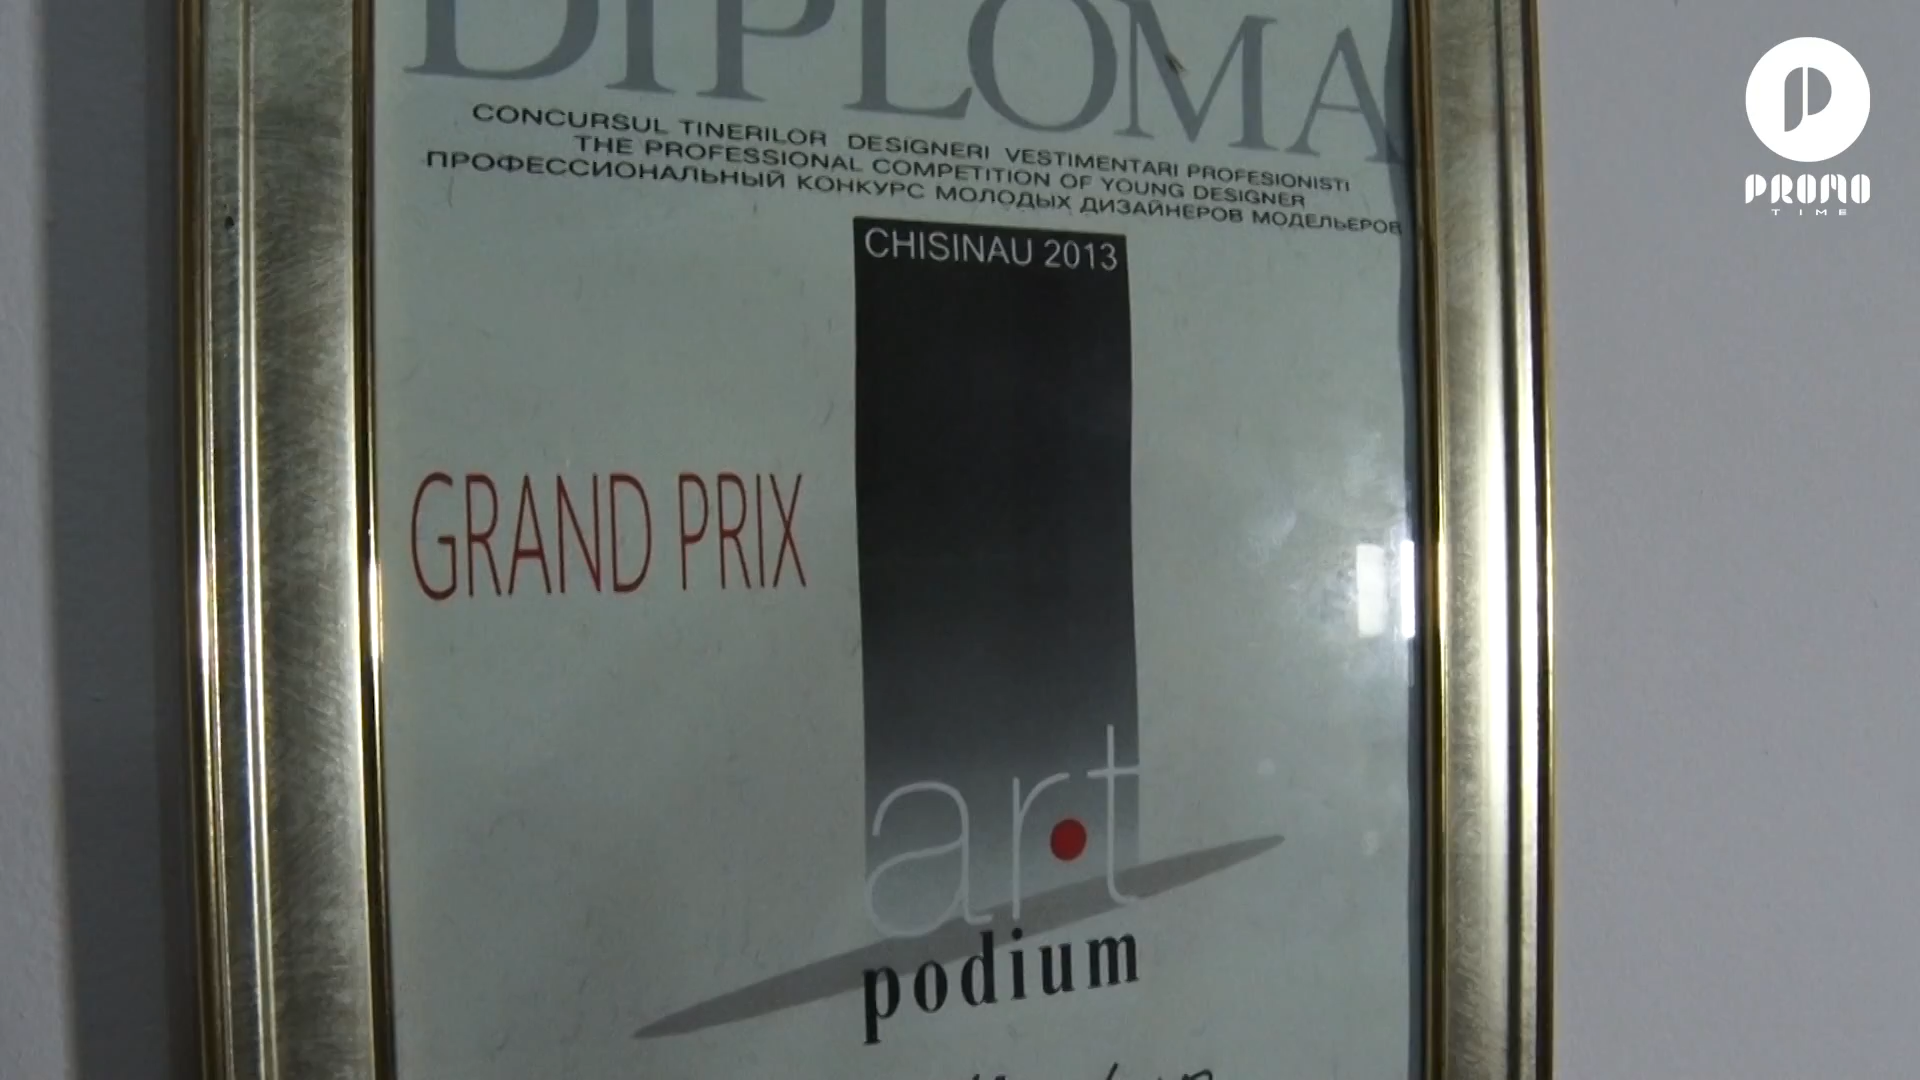 DIPLOMA
CONCURSUL TINERILOR DESIGNERI VESTIMENTARI PROFESIONISTI
THE PROFESSIONAL COMPETITION OF YOUNG DESIGNER
ПРОФЕССИОНАЛЬНЫЙ КОНКУРС МОЛОДЫХ ДИЗАЙНЕРОВ МОДЕЛЬЕРОВ
CHISINAU 2013
GRAND PRIX
art
podium
PROMO
TIME